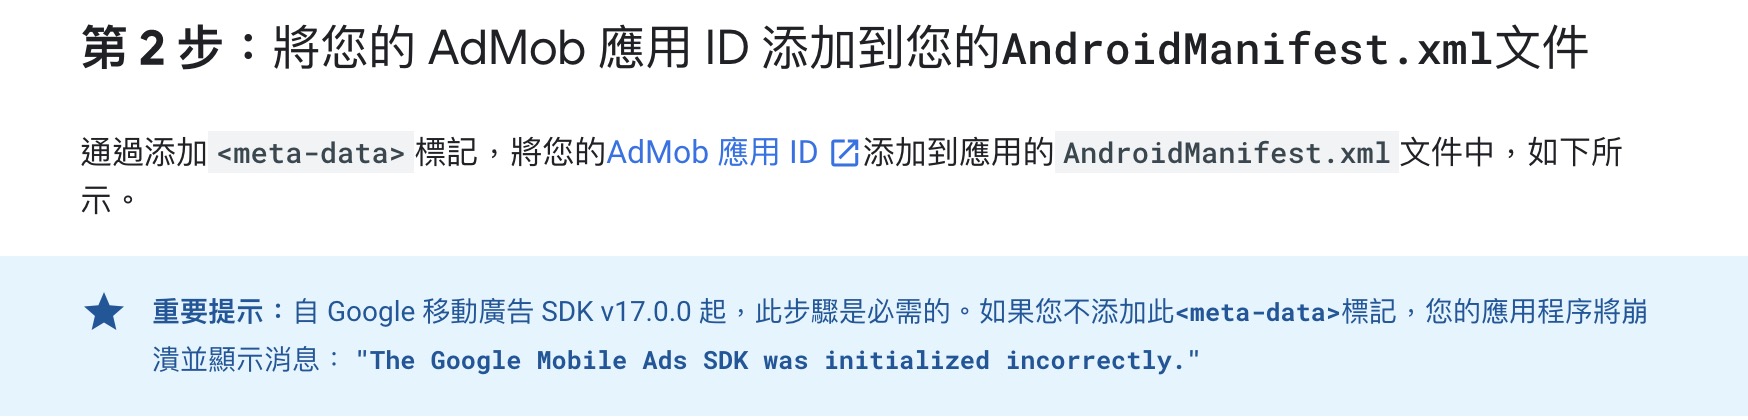 第 2 步：將您的 AdMob 應用 ID 添加到您的AndroidManifest.xml文件
通過添加 <meta-data> 標記，將您的AdMob 應用 ID 添加到應用的 AndroidManifest.xml 文件中，如下所
示。
重要提示：自 Google 移動廣告 SDK v17.0.0 起，此步驟是必需的。如果您不添加此<meta-data>標記，您的應用程序將崩
潰並顯示消息： "The Google Mobile Ads SDK was initialized incorrectly."